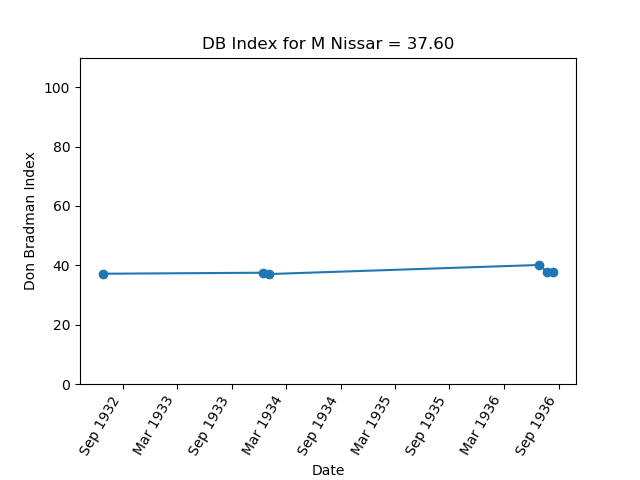 DB Index for M Nissar = 37.60
Don Bradman Index
100
80
60
40
20
0
Sep 1932
Mar 1933
Sep 1933
Mar 1934
Sep 1934
Mar 1935
Sep 1935
Mar 1936
Sep 1936
Date